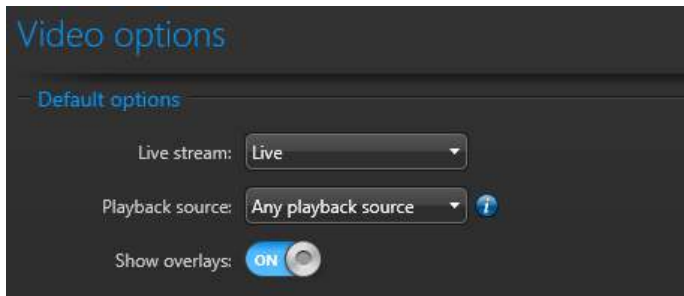 Video options
Default options
Live stream: Live
Playback source: Any playback source i
Show overlays: ON